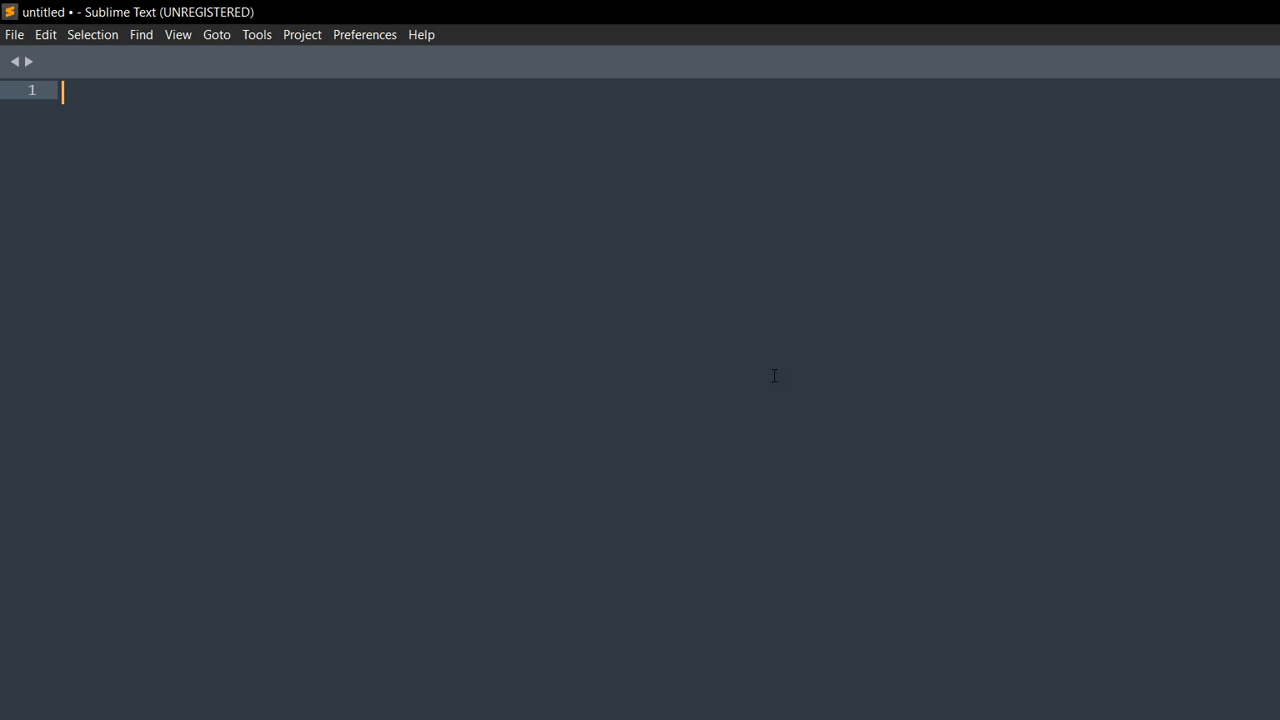 untitled • - Sublime Text (UNREGISTERED)
File Edit Selection Find View Goto Tools Project Preferences Help
1